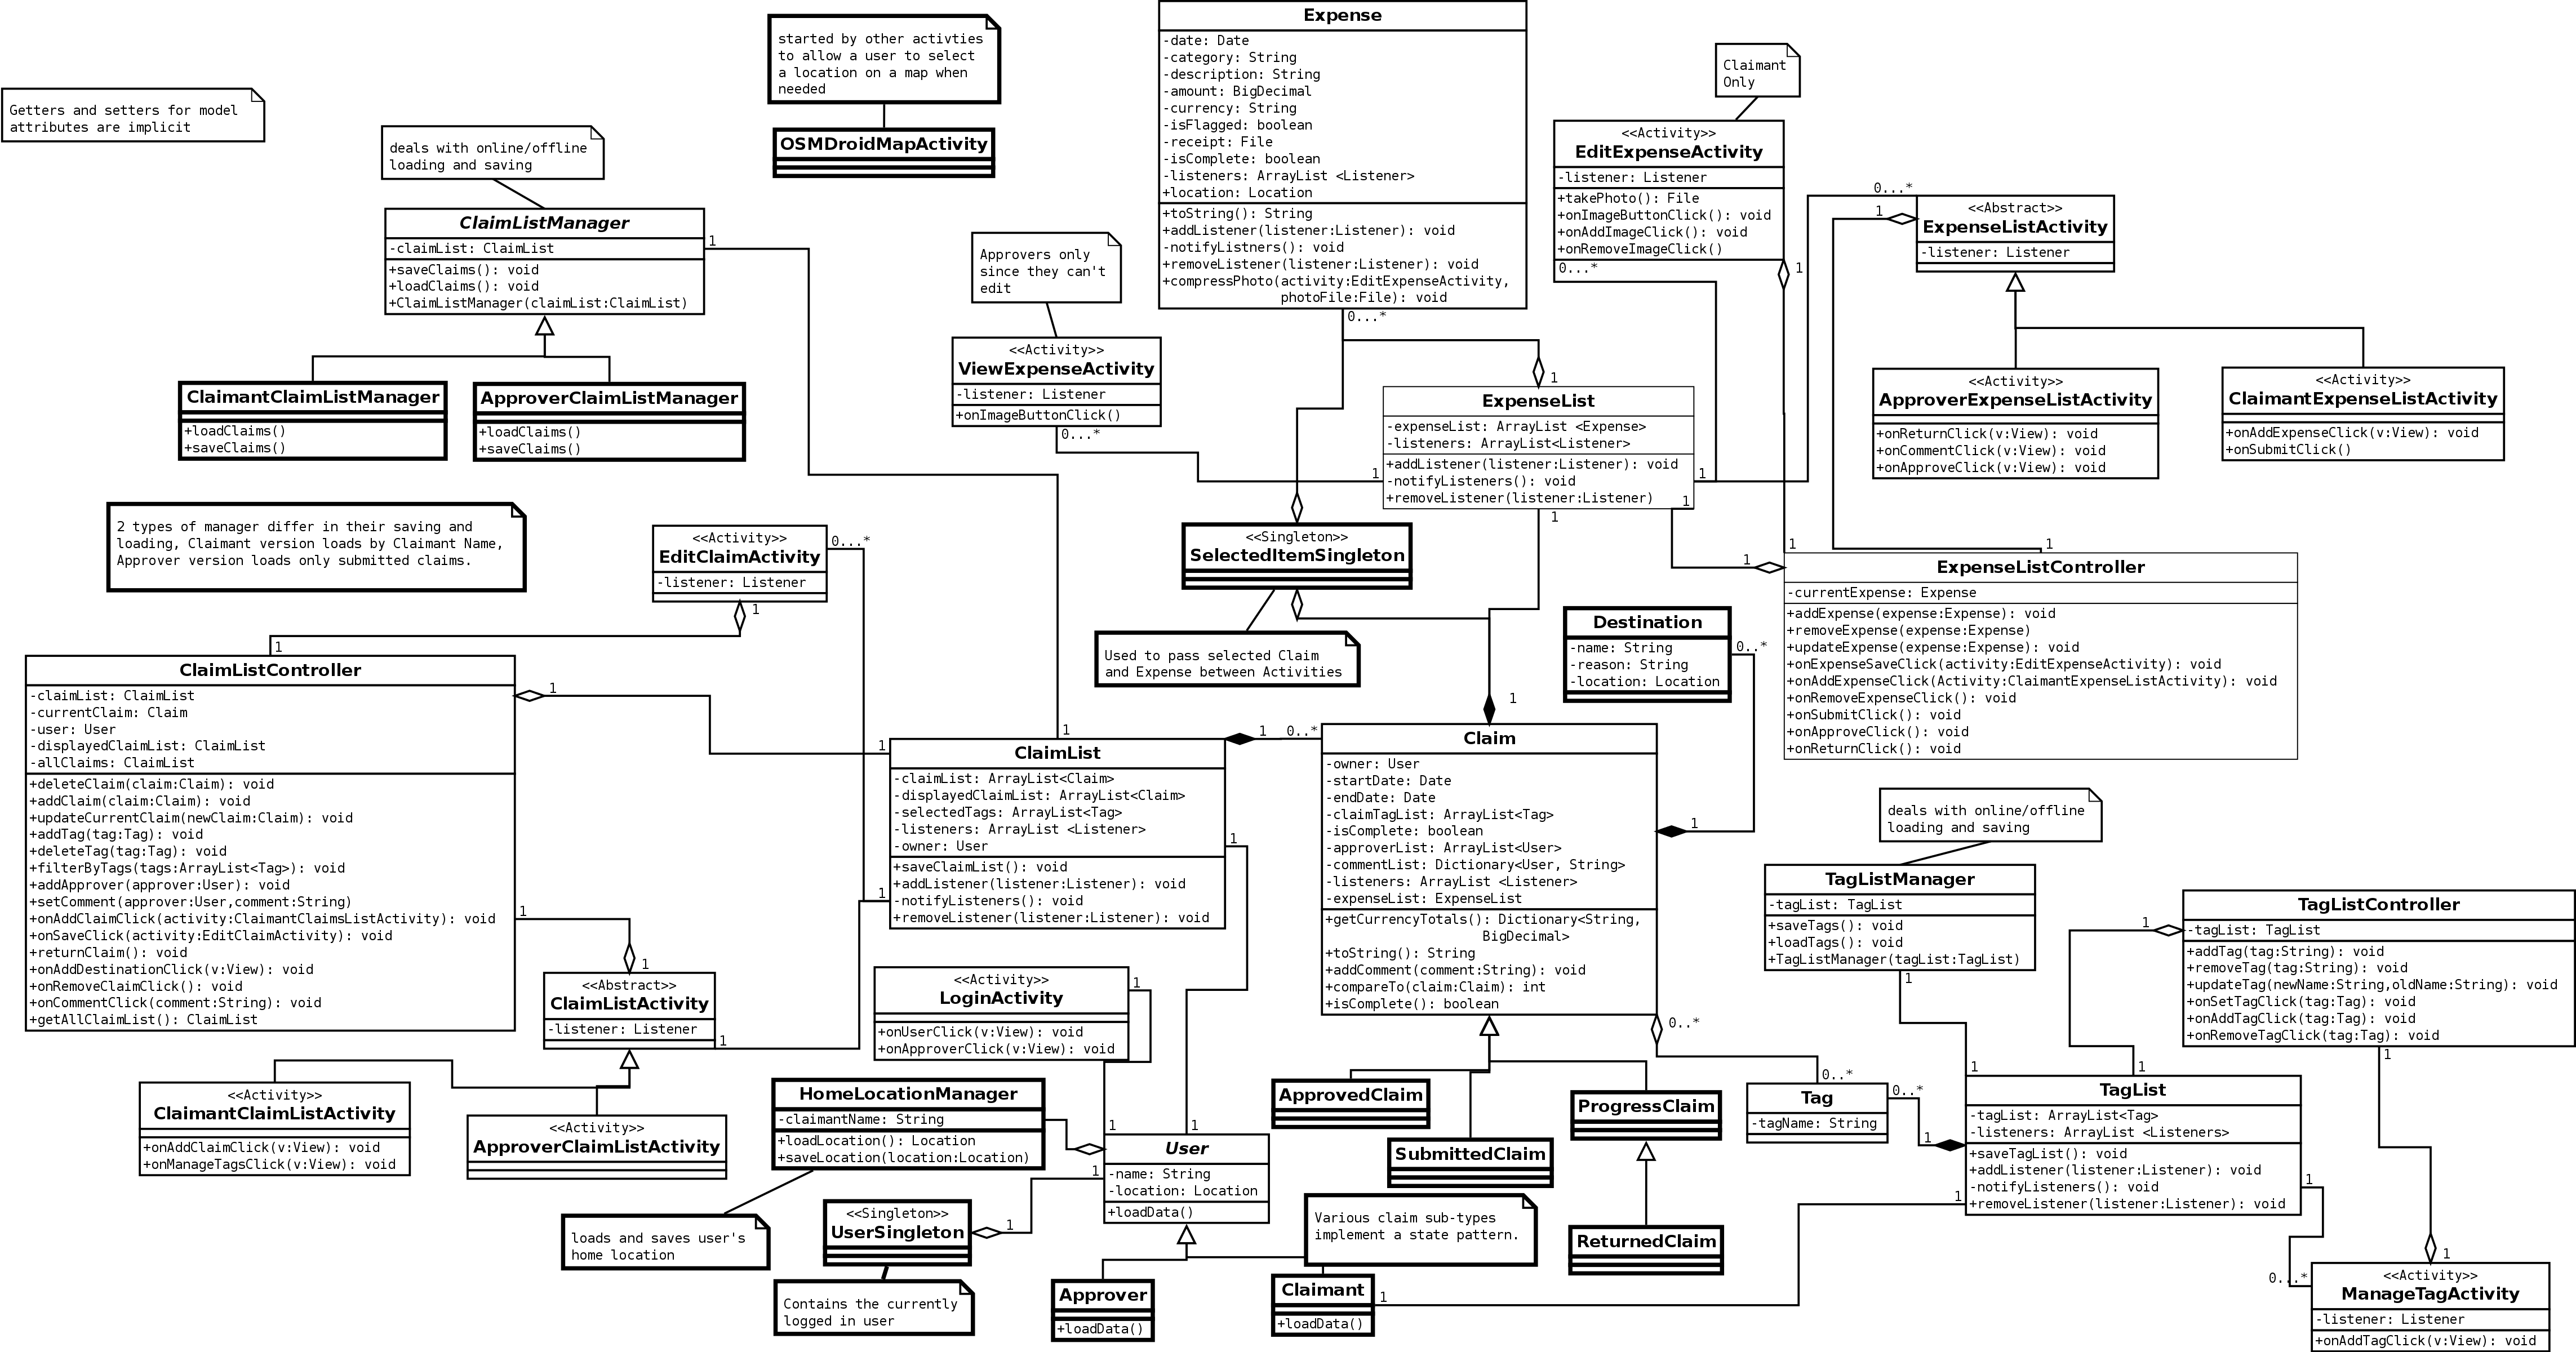 Getters and setters for model
attributes are implicit
deals with online/offline
loading and saving
ClaimListManager
-claimList: ClaimList
+saveClaims(): void
+loadClaims(): void
+ClaimListManager(claimList:ClaimList)
1
ClaimantClaimListManager
+loadClaims()
+saveClaims()
ApproverClaimListManager
+loadClaims()
+saveClaims()
2 types of manager differ in their saving and
loading, Claimant version loads by Claimant Name,
Approver version loads only submitted claims.
started by other activties
to allow a user to select
a location on a map when
needed
OSMDroidMapActivity
Approvers only
since they can't
edit
<<Activity>>
ViewExpenseActivity
-listener: Listener
+onImageButtonClick()
0...*
Expense
-date: Date
-category: String
-description: String
-amount: BigDecimal
-currency: String
-isFlagged: boolean
-receipt: File
-isComplete: boolean
-listeners: ArrayList <Listener>
+location: Location
+toString(): String
+addListener(listener:Listener): void
-notifyListners(): void
+removeListener(listener:Listener): void
+compressPhoto(activity:EditExpenseActivity,
photoFile:File): void
0...*
Claimant
Only
<<Activity>>
EditExpenseActivity
-listener: Listener
+takePhoto(): File
+onImageButtonClick(): void
+onAddImageClick(): void
+onRemoveImageClick()
0...*
1
0...*
1
<<Abstract>>
ExpenseListActivity
-listener: Listener
<<Activity>>
ApproverExpenseListActivity
+onReturnClick(v:View): void
+onCommentClick(v:View): void
+onApproveClick(v:View): void
<<Activity>>
ClaimantExpenseListActivity
+onAddExpenseClick(v:View): void
+onSubmitClick()
1
ExpenseList
-expenseList: ArrayList <Expense>
-listeners: ArrayList<Listener>
+addListener(listener:Listener): void
-notifyListeners(): void
+removeListener(listener:Listener)
1
1
1
1
<<Singleton>>
SelectedItemSingleton
Used to pass selected Claim
and Expense between Activities
1
1
1
ExpenseListController
-currentExpense: Expense
+addExpense(expense:Expense): void
+removeExpense(expense:Expense)
+updateExpense(expense:Expense): void
+onExpenseSaveClick(activity:EditExpenseActivity): void
+onAddExpenseClick(Activity:ClaimantExpenseListActivity): void
+onRemoveExpenseClick(): void
+onSubmitClick(): void
+onApproveClick(): void
+onReturnClick(): void
Destination
-name: String
-reason: String
-location: Location
0..*
1
<<Activity>>
EditClaimActivity
-listener: Listener
0...*
1
1
ClaimListController
-claimList: ClaimList
-currentClaim: Claim
-user: User
-displayedClaimList: ClaimList
-allClaims: ClaimList
+deleteClaim(claim:Claim): void
+addClaim(claim:Claim): void
+updateCurrentClaim(newClaim:Claim): void
+addTag(tag:Tag): void
+deleteTag(tag:Tag): void
+filterByTags(tags:ArrayList<Tag>): void
+addApprover(approver:User): void
+setComment(approver:User,comment:String)
+onAddClaimClick(activity:ClaimantClaimsListActivity): void
+onSaveClick(activity:EditClaimActivity): void
+returnClaim(): void
+onAddDestinationClick(v:View): void
+onRemoveClaimClick(): void
+onCommentClick(comment:String): void
+getAllClaimList(): ClaimList
1
1
1
1
1
1
ClaimList
-claimList: ArrayList<Claim>
-displayedClaimList: ArrayList<Claim>
-selectedTags: ArrayList<Tag>
-listeners: ArrayList <Listener>
-owner: User
+saveClaimList(): void
+addListener(listener:Listener): void
-notifyListeners(): void
+removeListener(listener:Listener): void
1
1
0..*
Claim
-owner: User
-startDate: Date
-endDate: Date
-claimTagList: ArrayList<Tag>
-isComplete: boolean
-approverList: ArrayList<User>
-commentList: Dictionary<User, String>
-listeners: ArrayList <Listener>
-expenseList: ExpenseList
+getCurrencyTotals(): Dictionary<String,
BigDecimal>
+toString(): String
+addComment(comment:String): void
+compareTo(claim:Claim): int
+isComplete(): boolean
1
0..*
deals with online/offline
loading and saving
TagListManager
-tagList: TagList
+saveTags(): void
+loadTags(): void
+TagListManager(tagList:TagList)
1
1
TagListController
-tagList: TagList
+addTag(tag:String): void
+removeTag(tag:String): void
+updateTag(newName:String,oldName:String): void
+onSetTagClick(tag:Tag): void
+onAddTagClick(tag:Tag): void
+onRemoveTagClick(tag:Tag): void
1
<<Abstract>>
ClaimListActivity
-listener: Listener
1
<<Activity>>
LoginActivity
+onUserClick(v:View): void
+onApproverClick(v:View): void
1
<<Activity>>
ClaimantClaimListActivity
+onAddClaimClick(v:View): void
+onManageTagsClick(v:View): void
<<Activity>>
ApproverClaimListActivity
HomeLocationManager
-claimantName: String
+loadLocation(): Location
+saveLocation(location:Location)
loads and saves user's
home location
1
1
1
User
-name: String
-location: Location
+loadData()
<<Singleton>>
UserSingleton
1
Contains the currently
logged in user
Approver
+loadData()
Claimant
+loadData()
1
ApprovedClaim
SubmittedClaim
ProgressClaim
ReturnedClaim
Various claim sub-types
implement a state pattern.
0..*
Tag
-tagName: String
0..*
1
1
1
1
TagList
-tagList: ArrayList<Tag>
-listeners: ArrayList <Listeners>
+saveTagList(): void
+addListener(listener:Listener): void
-notifyListeners(): void
+removeListener(listener:Listener): void
1
0...*
1
<<Activity>>
ManageTagActivity
-listener: Listener
+onAddTagClick(v:View): void